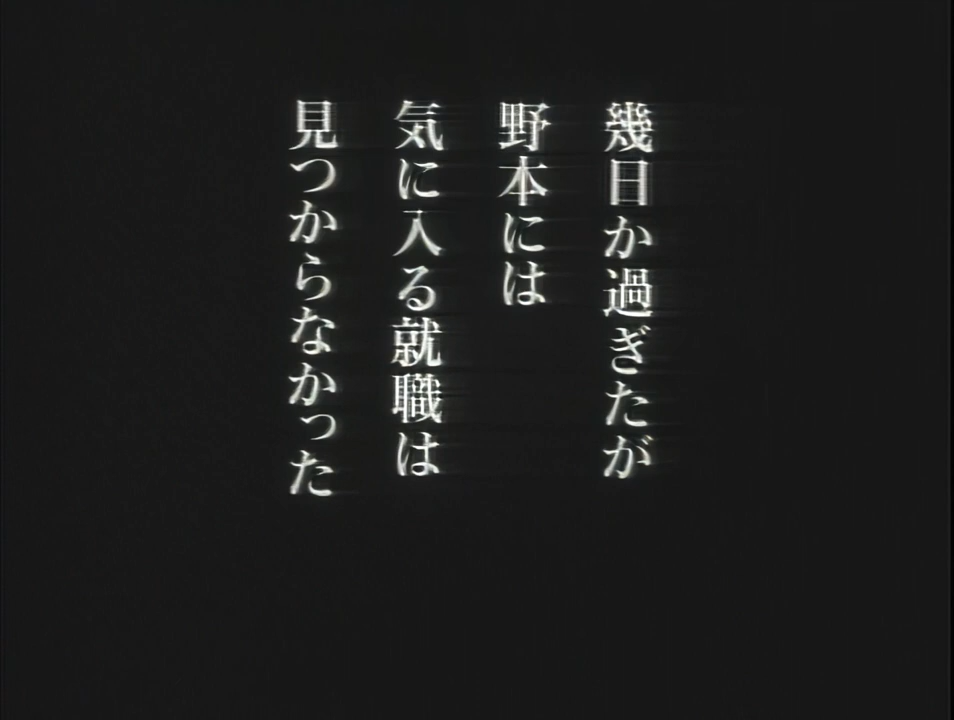 幾日か過ぎたが
野本には
気に入る就職は
見つからなかった